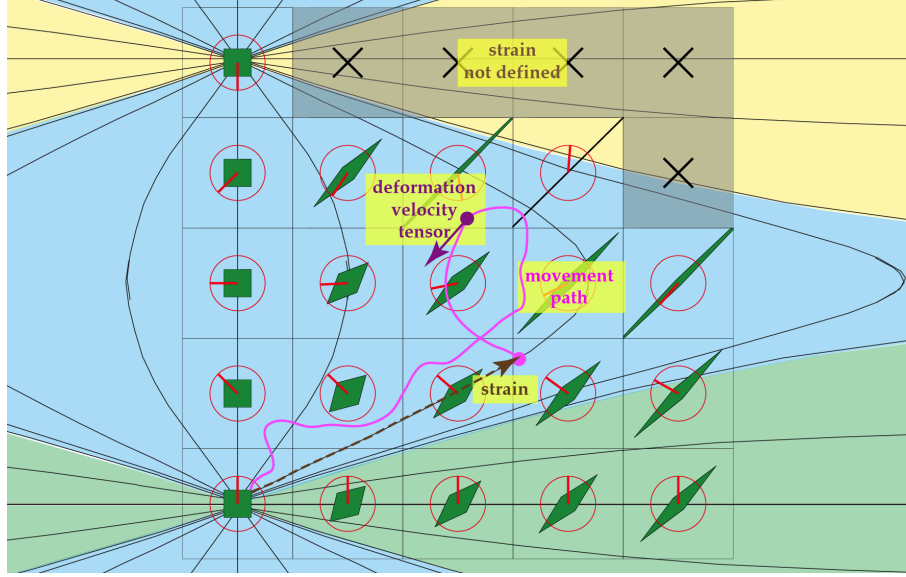 strain
not defined
deformation
velocity
tensor
movement
path
strain